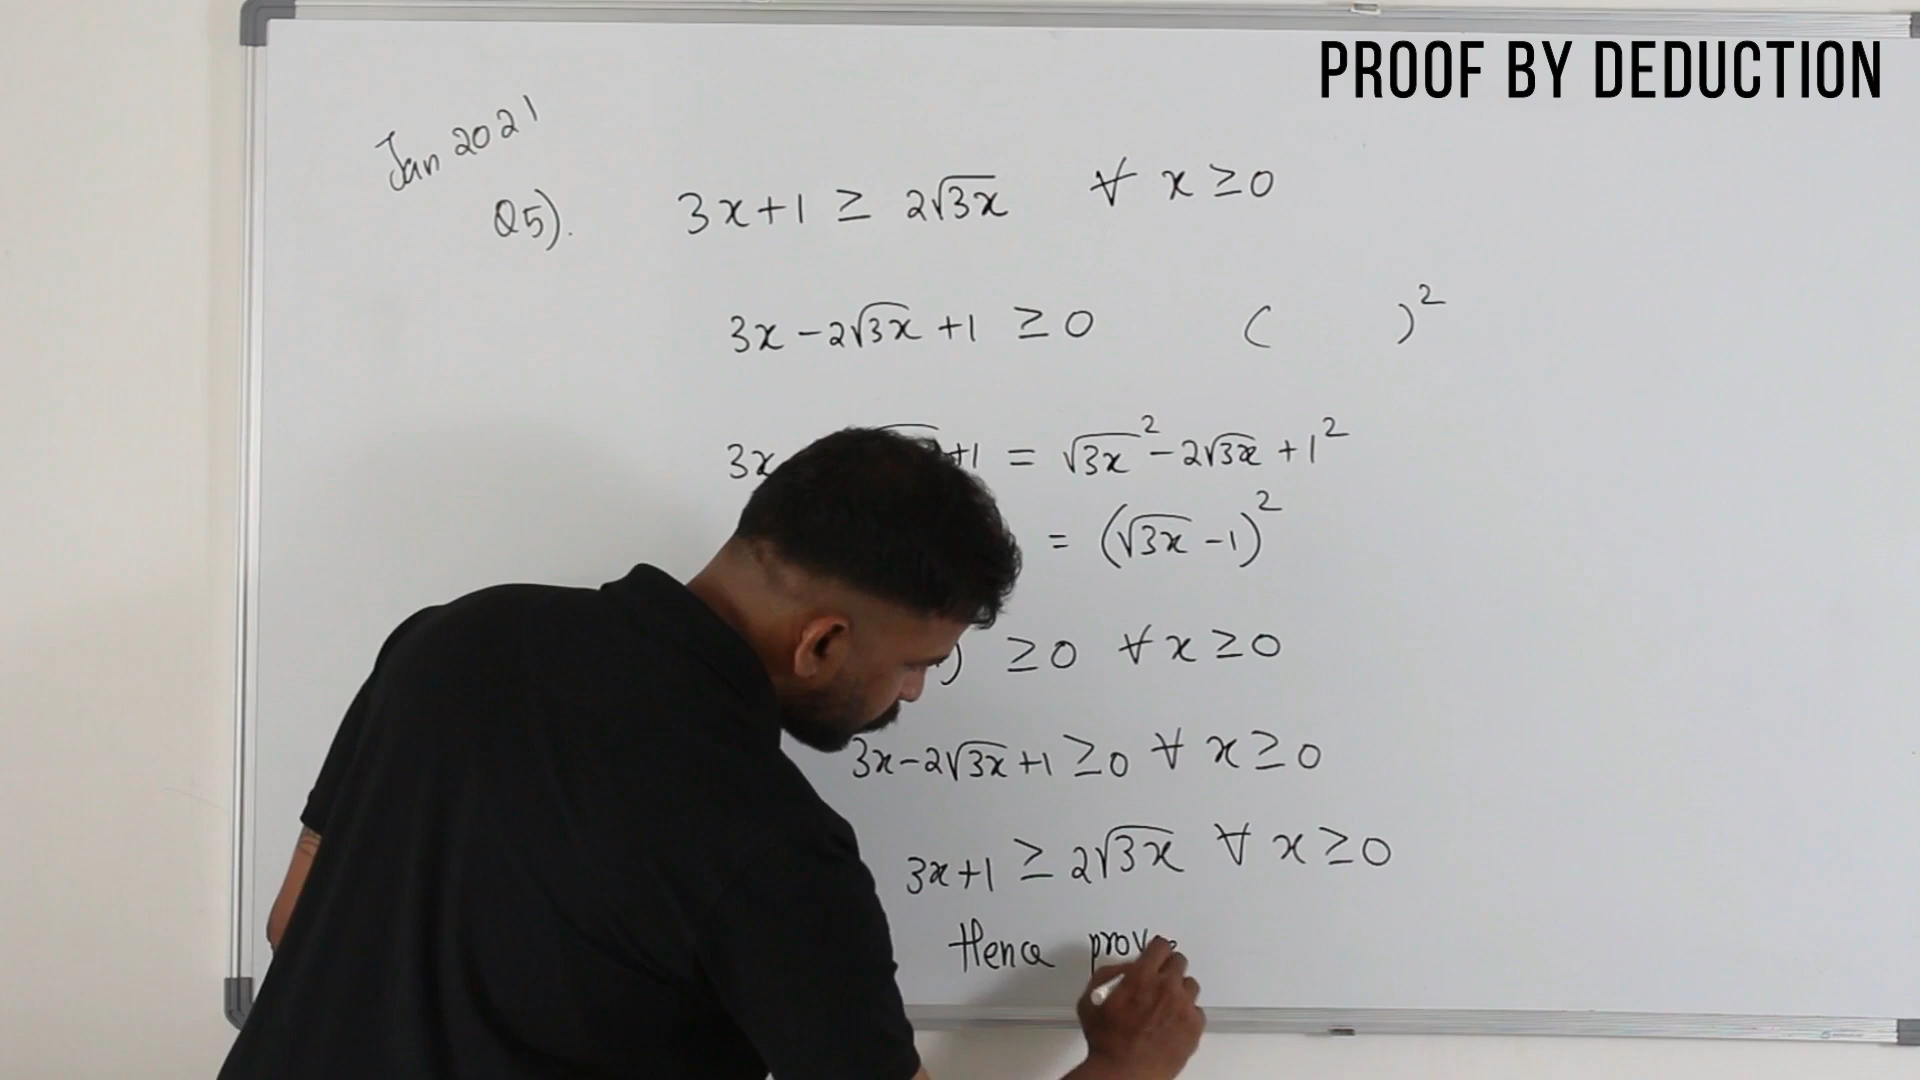 PROOF BY DEDUCTION
Jan 2021
Q5). 3x+1 ≥ 2√3x ∀ x ≥0
3x-2√3x +1 ≥0 ( )²
3x +1 = √3x² - 2√3x +1²
= (√3x -1)²
) ≥0 ∀ x ≥0
3x-2√3x +1 ≥0 ∀ x ≥0
3x+1 ≥ 2√3x ∀ x ≥0
Hence